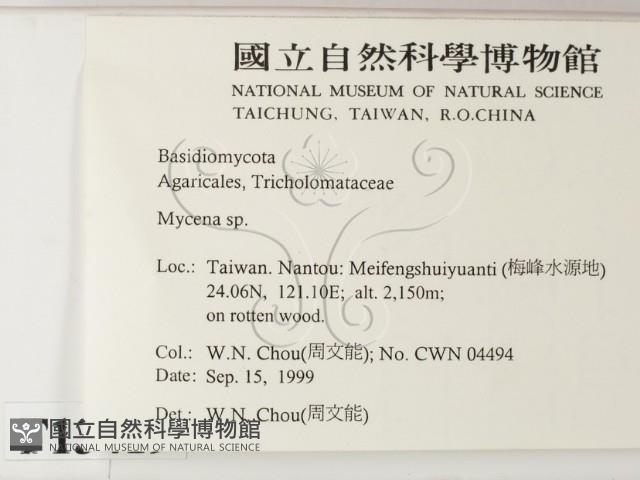 國立自然科學博物館
NATIONAL MUSEUM OF NATURAL SCIENCE
TAICHUNG, TAIWAN, R.O.CHINA
Basidiomycota
Agaricales, Tricholomataceae
Mycena sp.
Loc.: Taiwan. Nantou: Meifengshuiyuanti (梅峰水源地)
24.06N, 121.10E; alt. 2,150m;
on rotten wood.
Col.: W.N. Chou(周文能); No. CWN 04494
Date: Sep. 15, 1999
Det.: W.N. Chou(周文能)
國立自然科學博物館
NATIONAL MUSEUM OF NATURAL SCIENCE